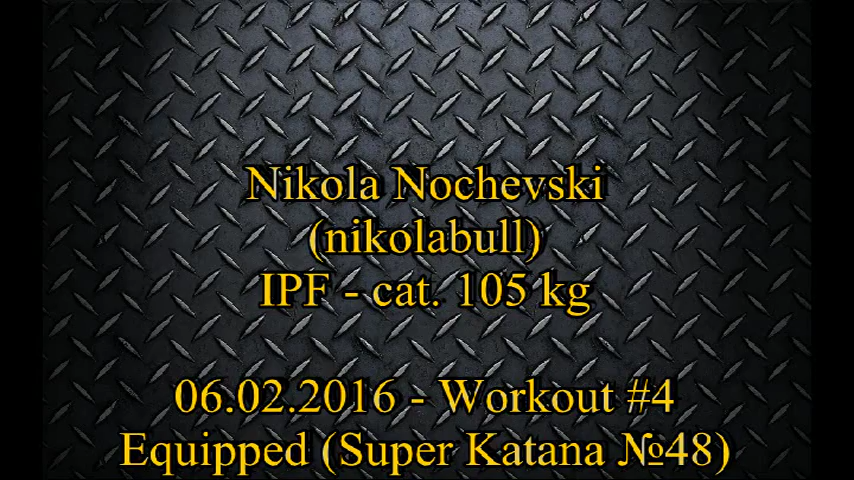 Nikola Nochevski
(nikolabull)
IPF - cat. 105 kg
06.02.2016 - Workout #4
Equipped (Super Katana №48)